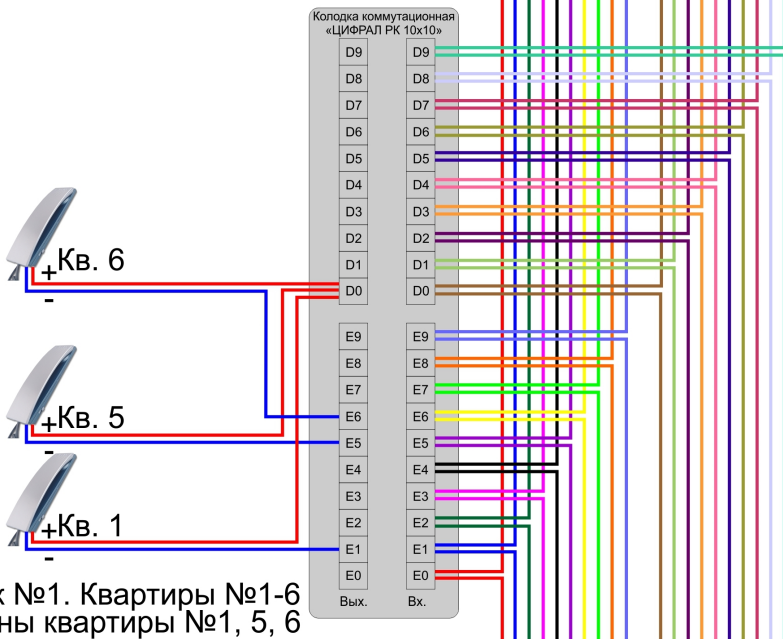 Колодка коммутационная
«ЦИФРАЛ РК 10х10»
D9 D9
D8 D8
D7 D7
D6 D6
D5 D5
D4 D4
D3 D3
D2 D2
D1 D1
D0 D0
E9 E9
E8 E8
E7 E7
E6 E6
E5 E5
E4 E4
E3 E3
E2 E2
E1 E1
E0 E0
Вых. Вх.
+Кв. 6
-
+Кв. 5
-
+Кв. 1
-
№1. Квартиры №1-6
квартиры №1, 5, 6